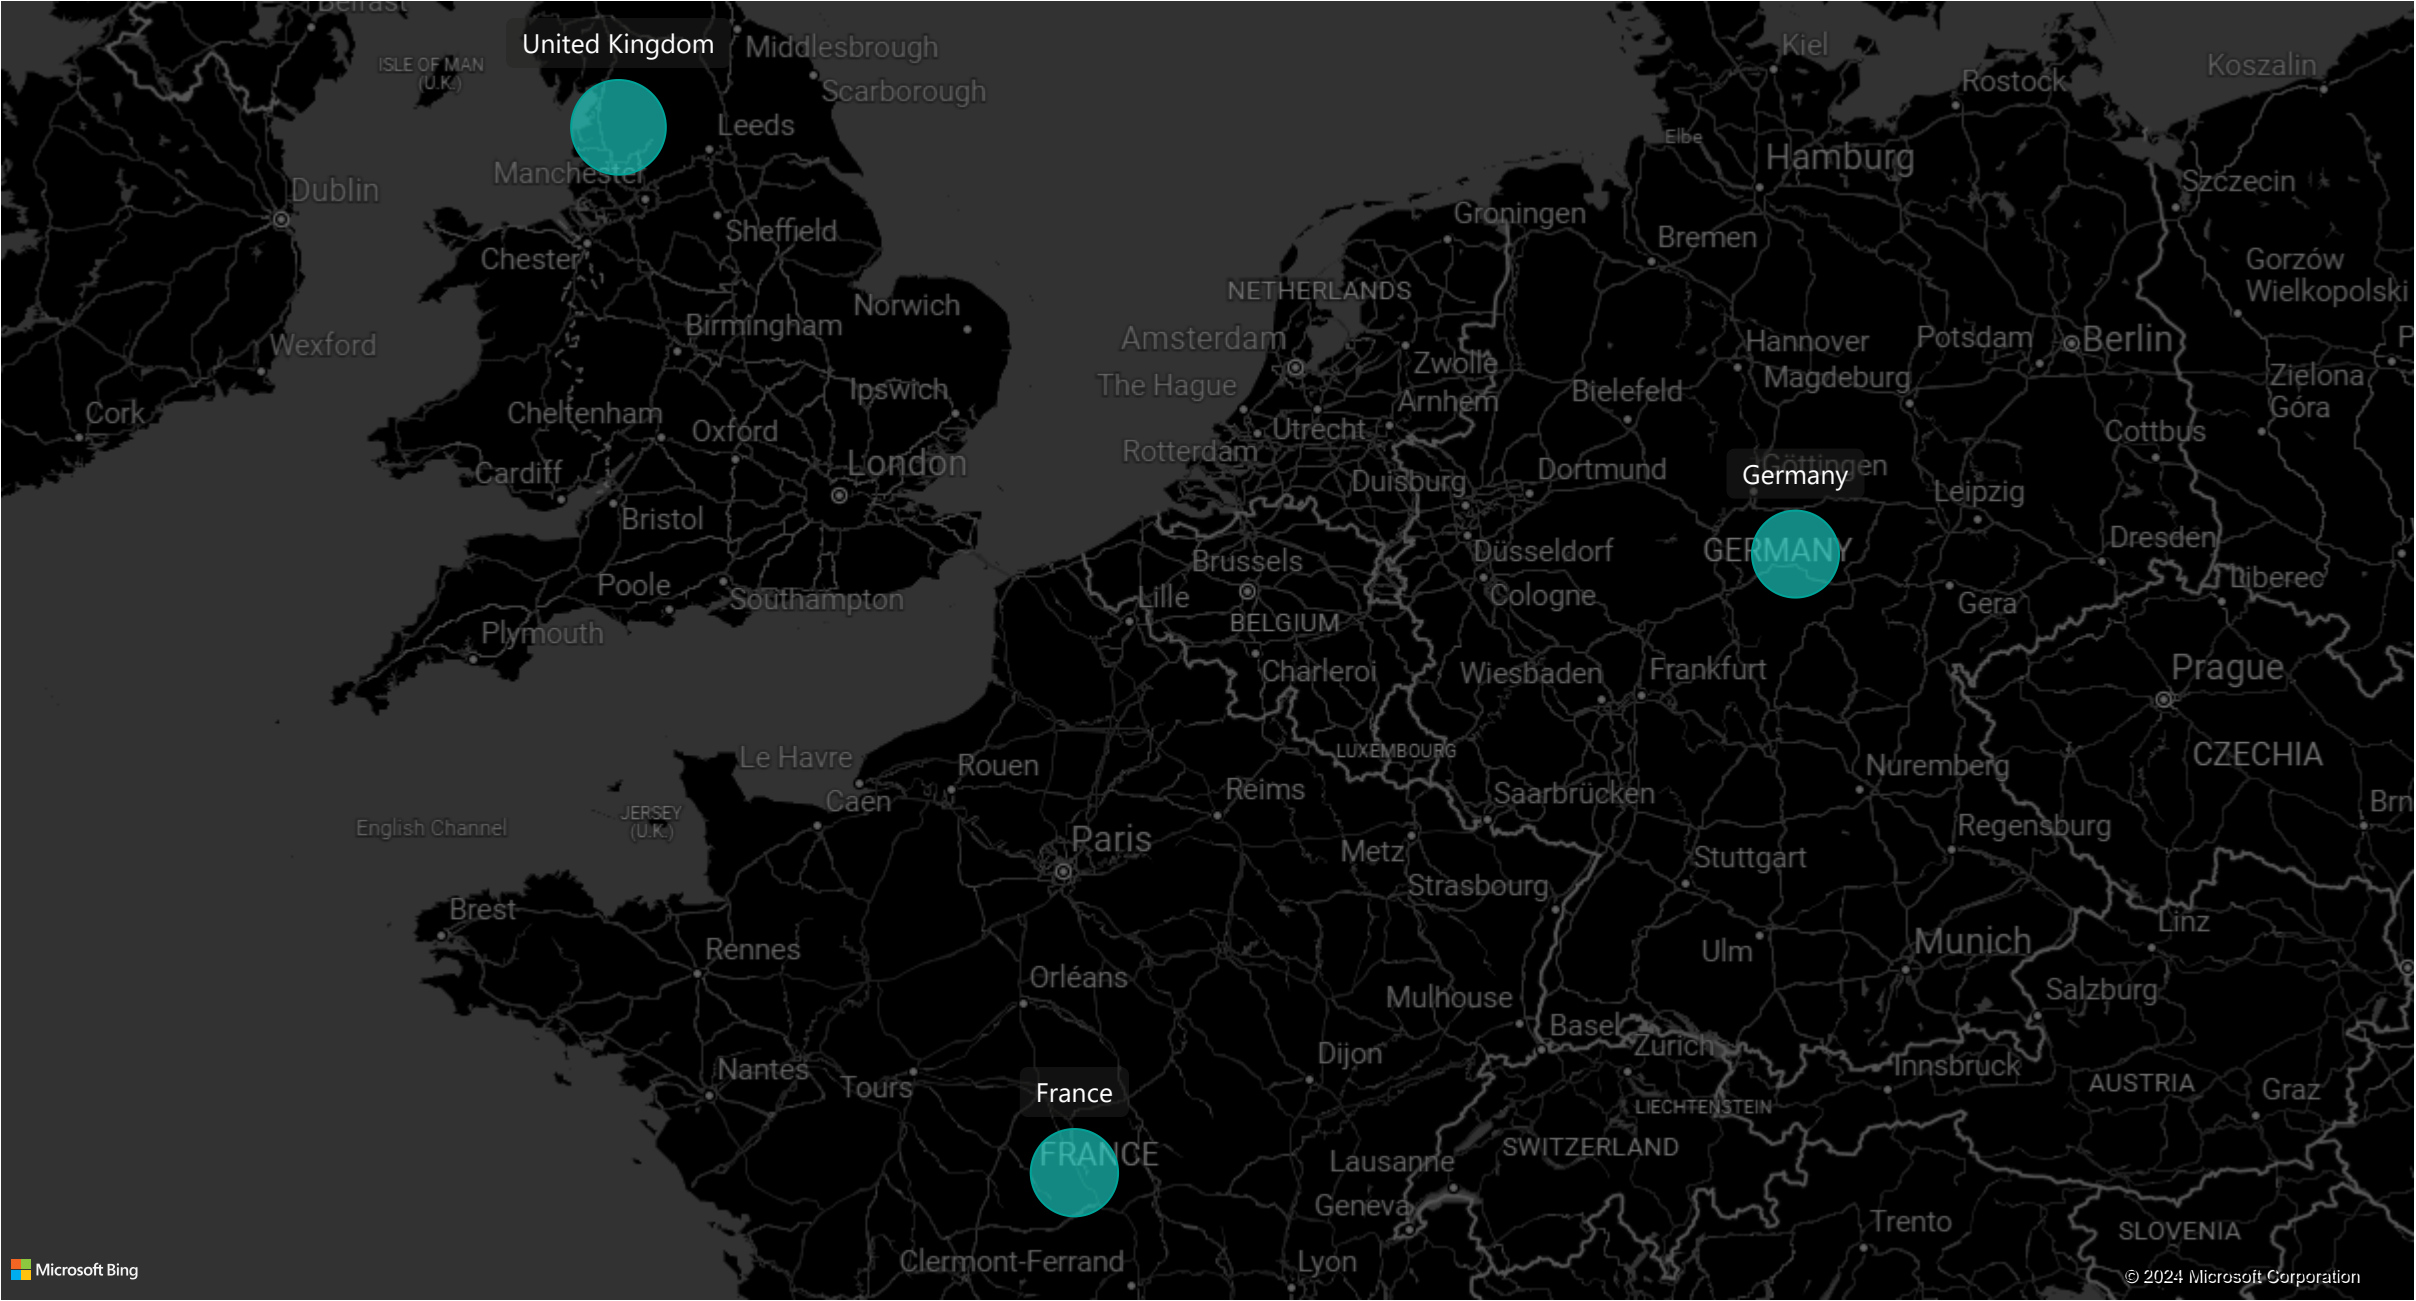 Belfast
United Kingdom
Middlesbrough
Kiel
Koszalin
ISLE OF MAN
(U.K.)
Scarborough
Rostock
Leeds
Elbe
Hamburg
Manchester
Dublin
Szczecin
Sheffield
Groningen
Bremen
Chester
Gorzów
Wielkopolski
NETHERLANDS
Norwich
Birmingham
Amsterdam
Hannover
Potsdam
Berlin
P
Wexford
Zwolle
The Hague
Magdeburg
Zielona
Góra
Ipswich
Bielefeld
Arnhem
Cork
Cheltenham
Oxford
Utrecht
Cottbus
Rotterdam
London
Dortmund
Göttingen
Germany
Cardiff
Duisburg
Leipzig
Bristol
Dresden
GERMANY
Düsseldorf
Brussels
Liberec
Poole
Southampton
Lille
Cologne
Gera
BELGIUM
Plymouth
Charleroi
Wiesbaden
Frankfurt
Prague
LUXEMBOURG
CZECHIA
Le Havre
Rouen
Nuremberg
Reims
Saarbrücken
Caen
Brn
JERSEY
(U.K.)
English Channel
Regensburg
Paris
Metz
Stuttgart
Strasbourg
Brest
Linz
Rennes
Ulm
Munich
Orléans
Mulhouse
Salzburg
Basel
Zurich
Dijon
Nantes
Tours
Innsbruck
AUSTRIA
Graz
France
LIECHTENSTEIN
FRANCE
SWITZERLAND
Lausanne
Geneva
Trento
SLOVENIA
Clermont-Ferrand
Lyon
Microsoft Bing
© 2024 Microsoft Corporation